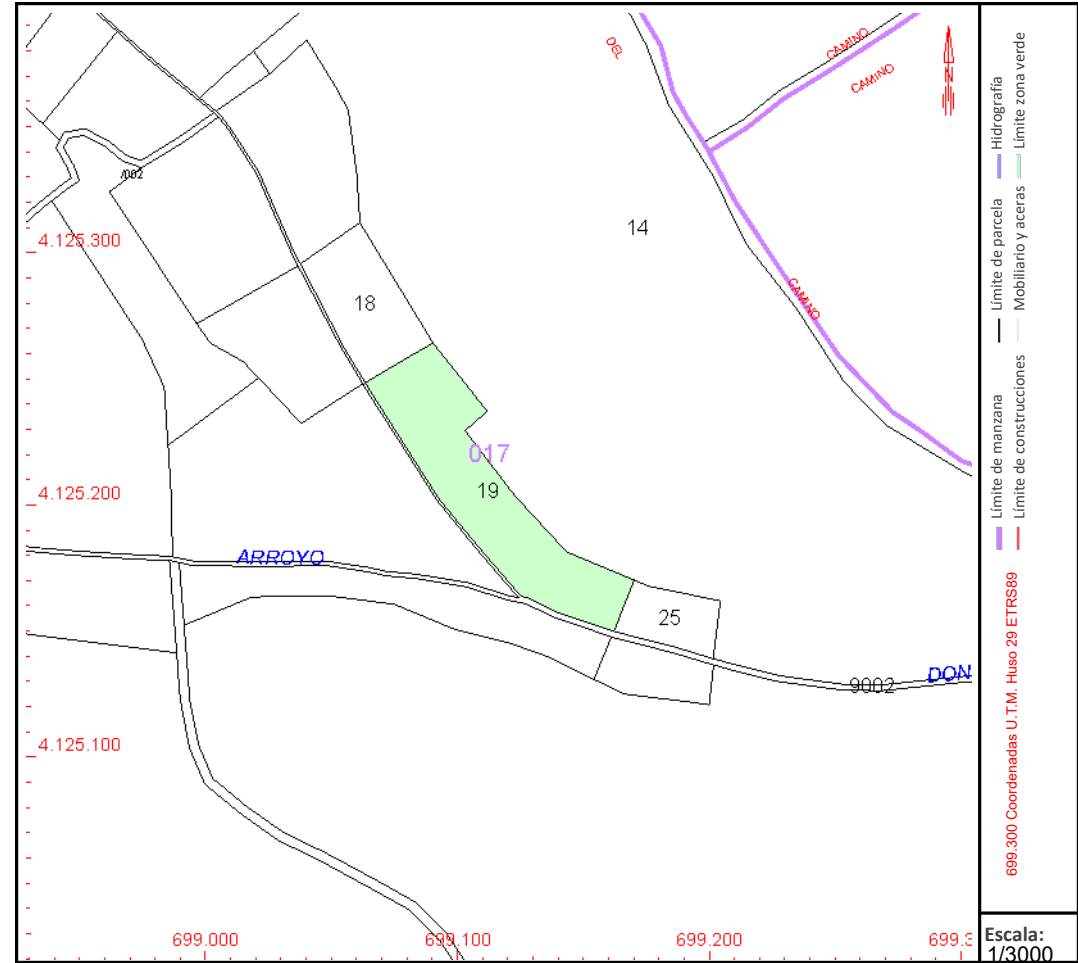 DEL
CAMINO
CAMINO
N
/002
14
4.125.300
CAMINO
18
017
19
4.125.200
ARROYO
25
9002
DON
4.125.100
699.000
699.100
699.200
699.3
Límite de manzana
Límite de parcela
Hidrografía
Límite de construcciones
Mobiliario y aceras
Límite zona verde
699.300 Coordenadas U.T.M. Huso 29 ETRS89
Escala:
1/3000